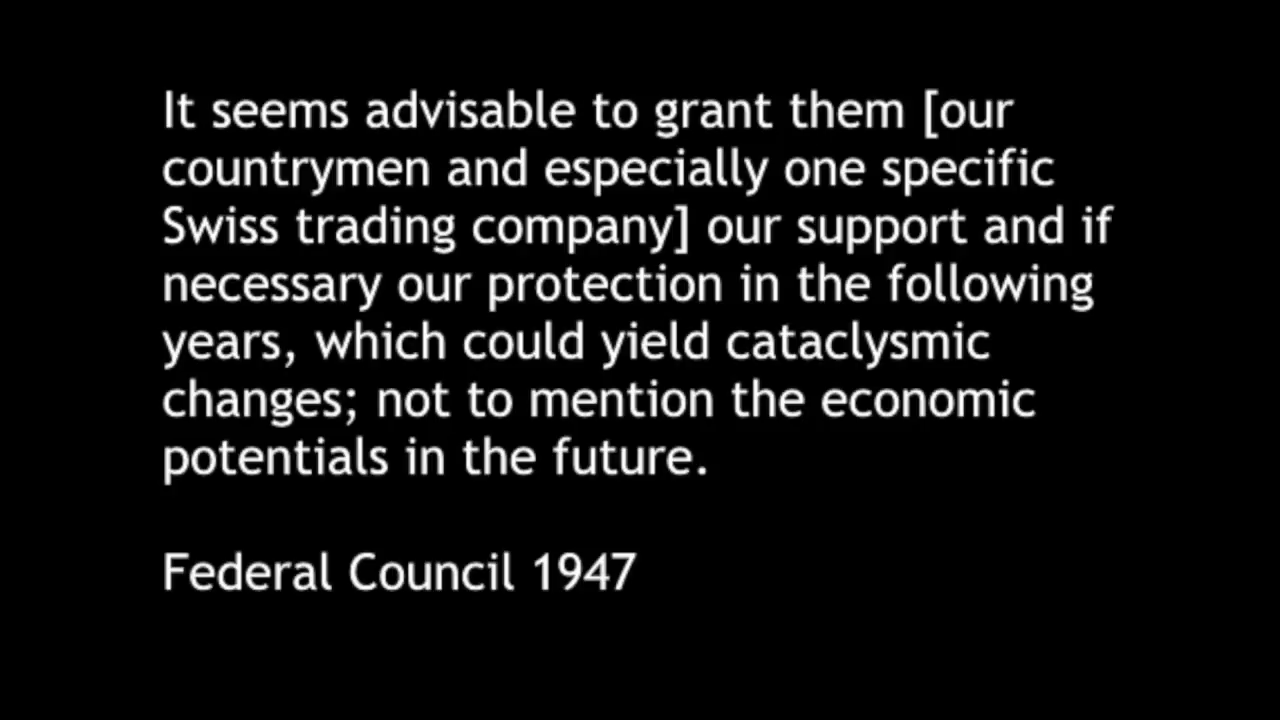 It seems advisable to grant them [our
countrymen and especially one specific
Swiss trading company] our support and if
necessary our protection in the following
years, which could yield cataclysmic
changes; not to mention the economic
potentials in the future.
Federal Council 1947